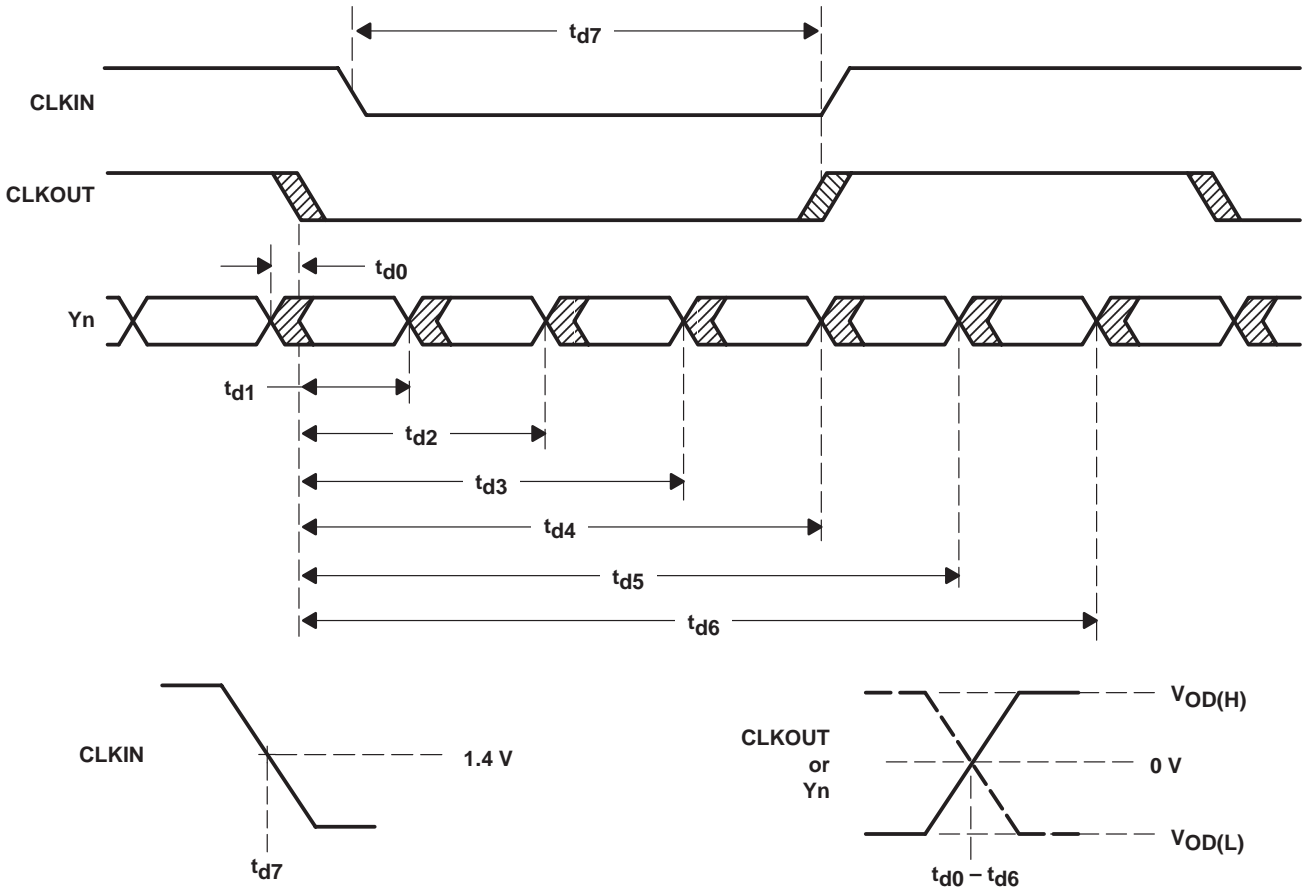 td7
CLKIN
CLKOUT
td0
Yn
td1
td2
td3
td4
td5
td6
CLKIN
1.4 V
td7
CLKOUT
or
Yn
VOD(H)
0 V
VOD(L)
td0 – td6